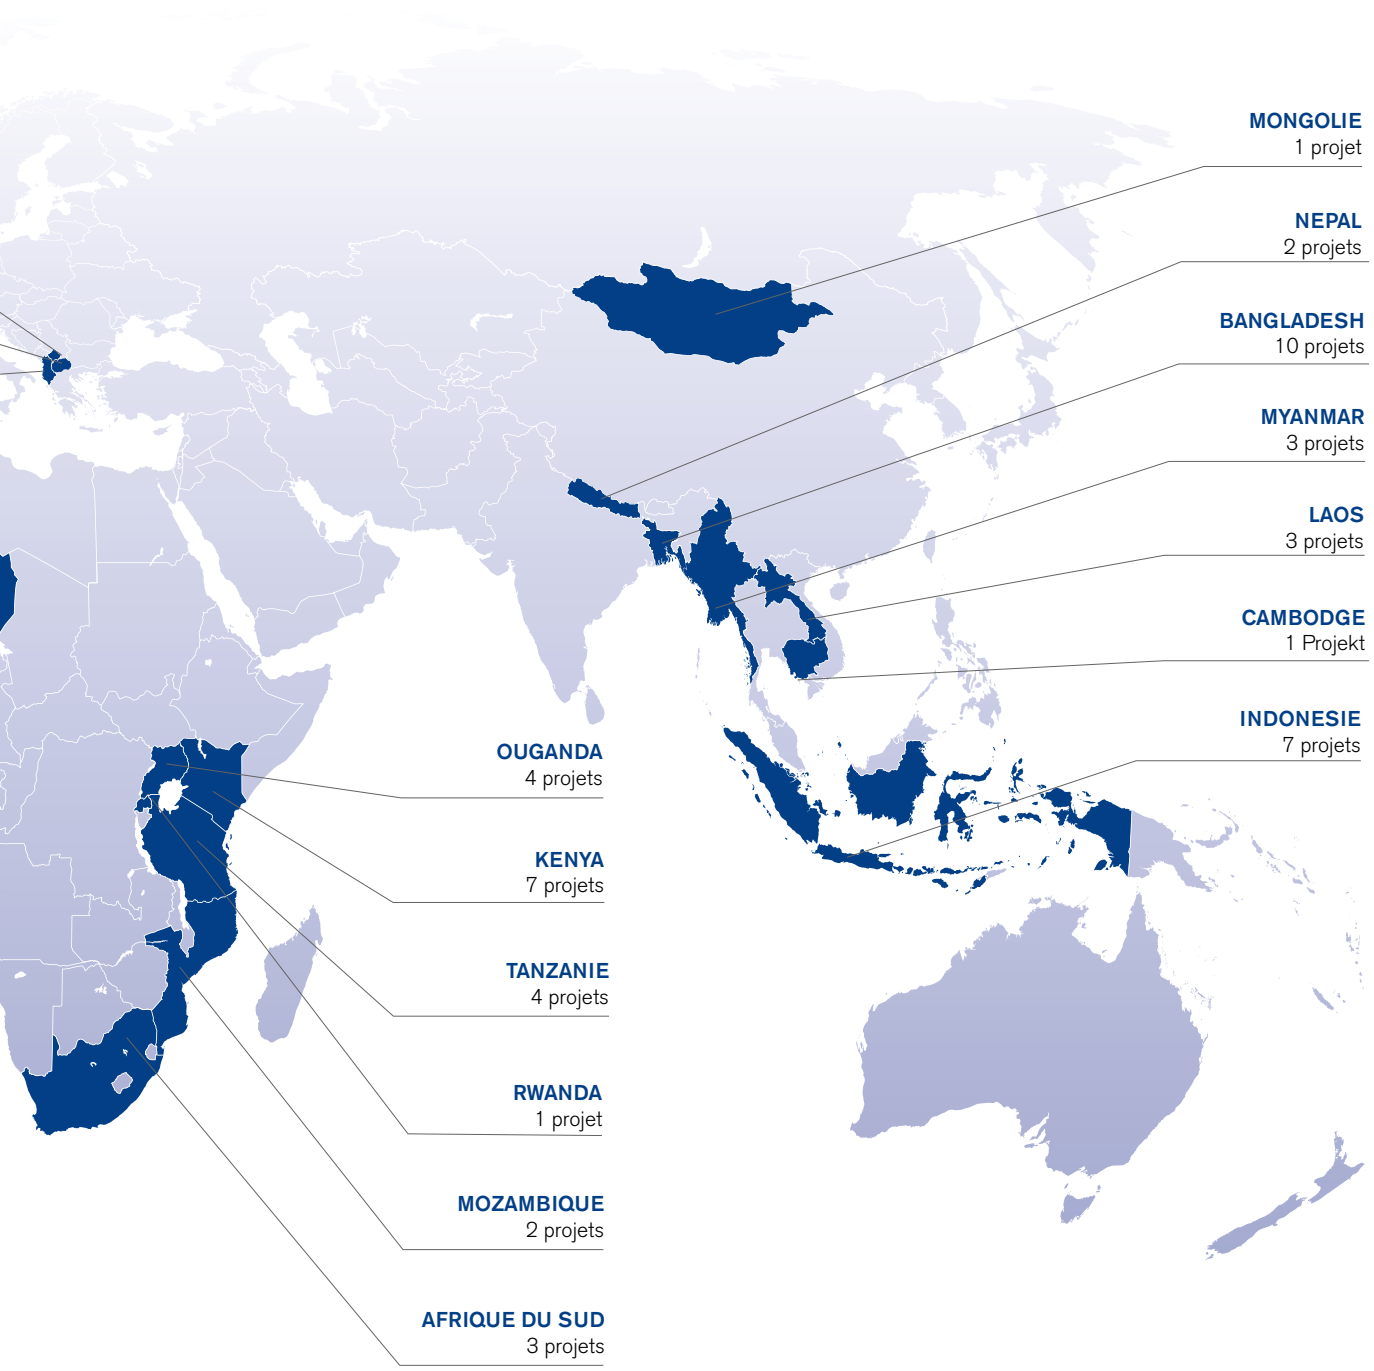 MONGOLIE
1 projet
NEPAL
2 projets
BANGLADESH
10 projets
MYANMAR
3 projets
LAOS
3 projets
CAMBODGE
1 Projekt
INDONESIE
7 projets
OUGANDA
4 projets
KENYA
7 projets
TANZANIE
4 projets
RWANDA
1 projet
MOZAMBIQUE
2 projets
AFRIQUE DU SUD
3 projets